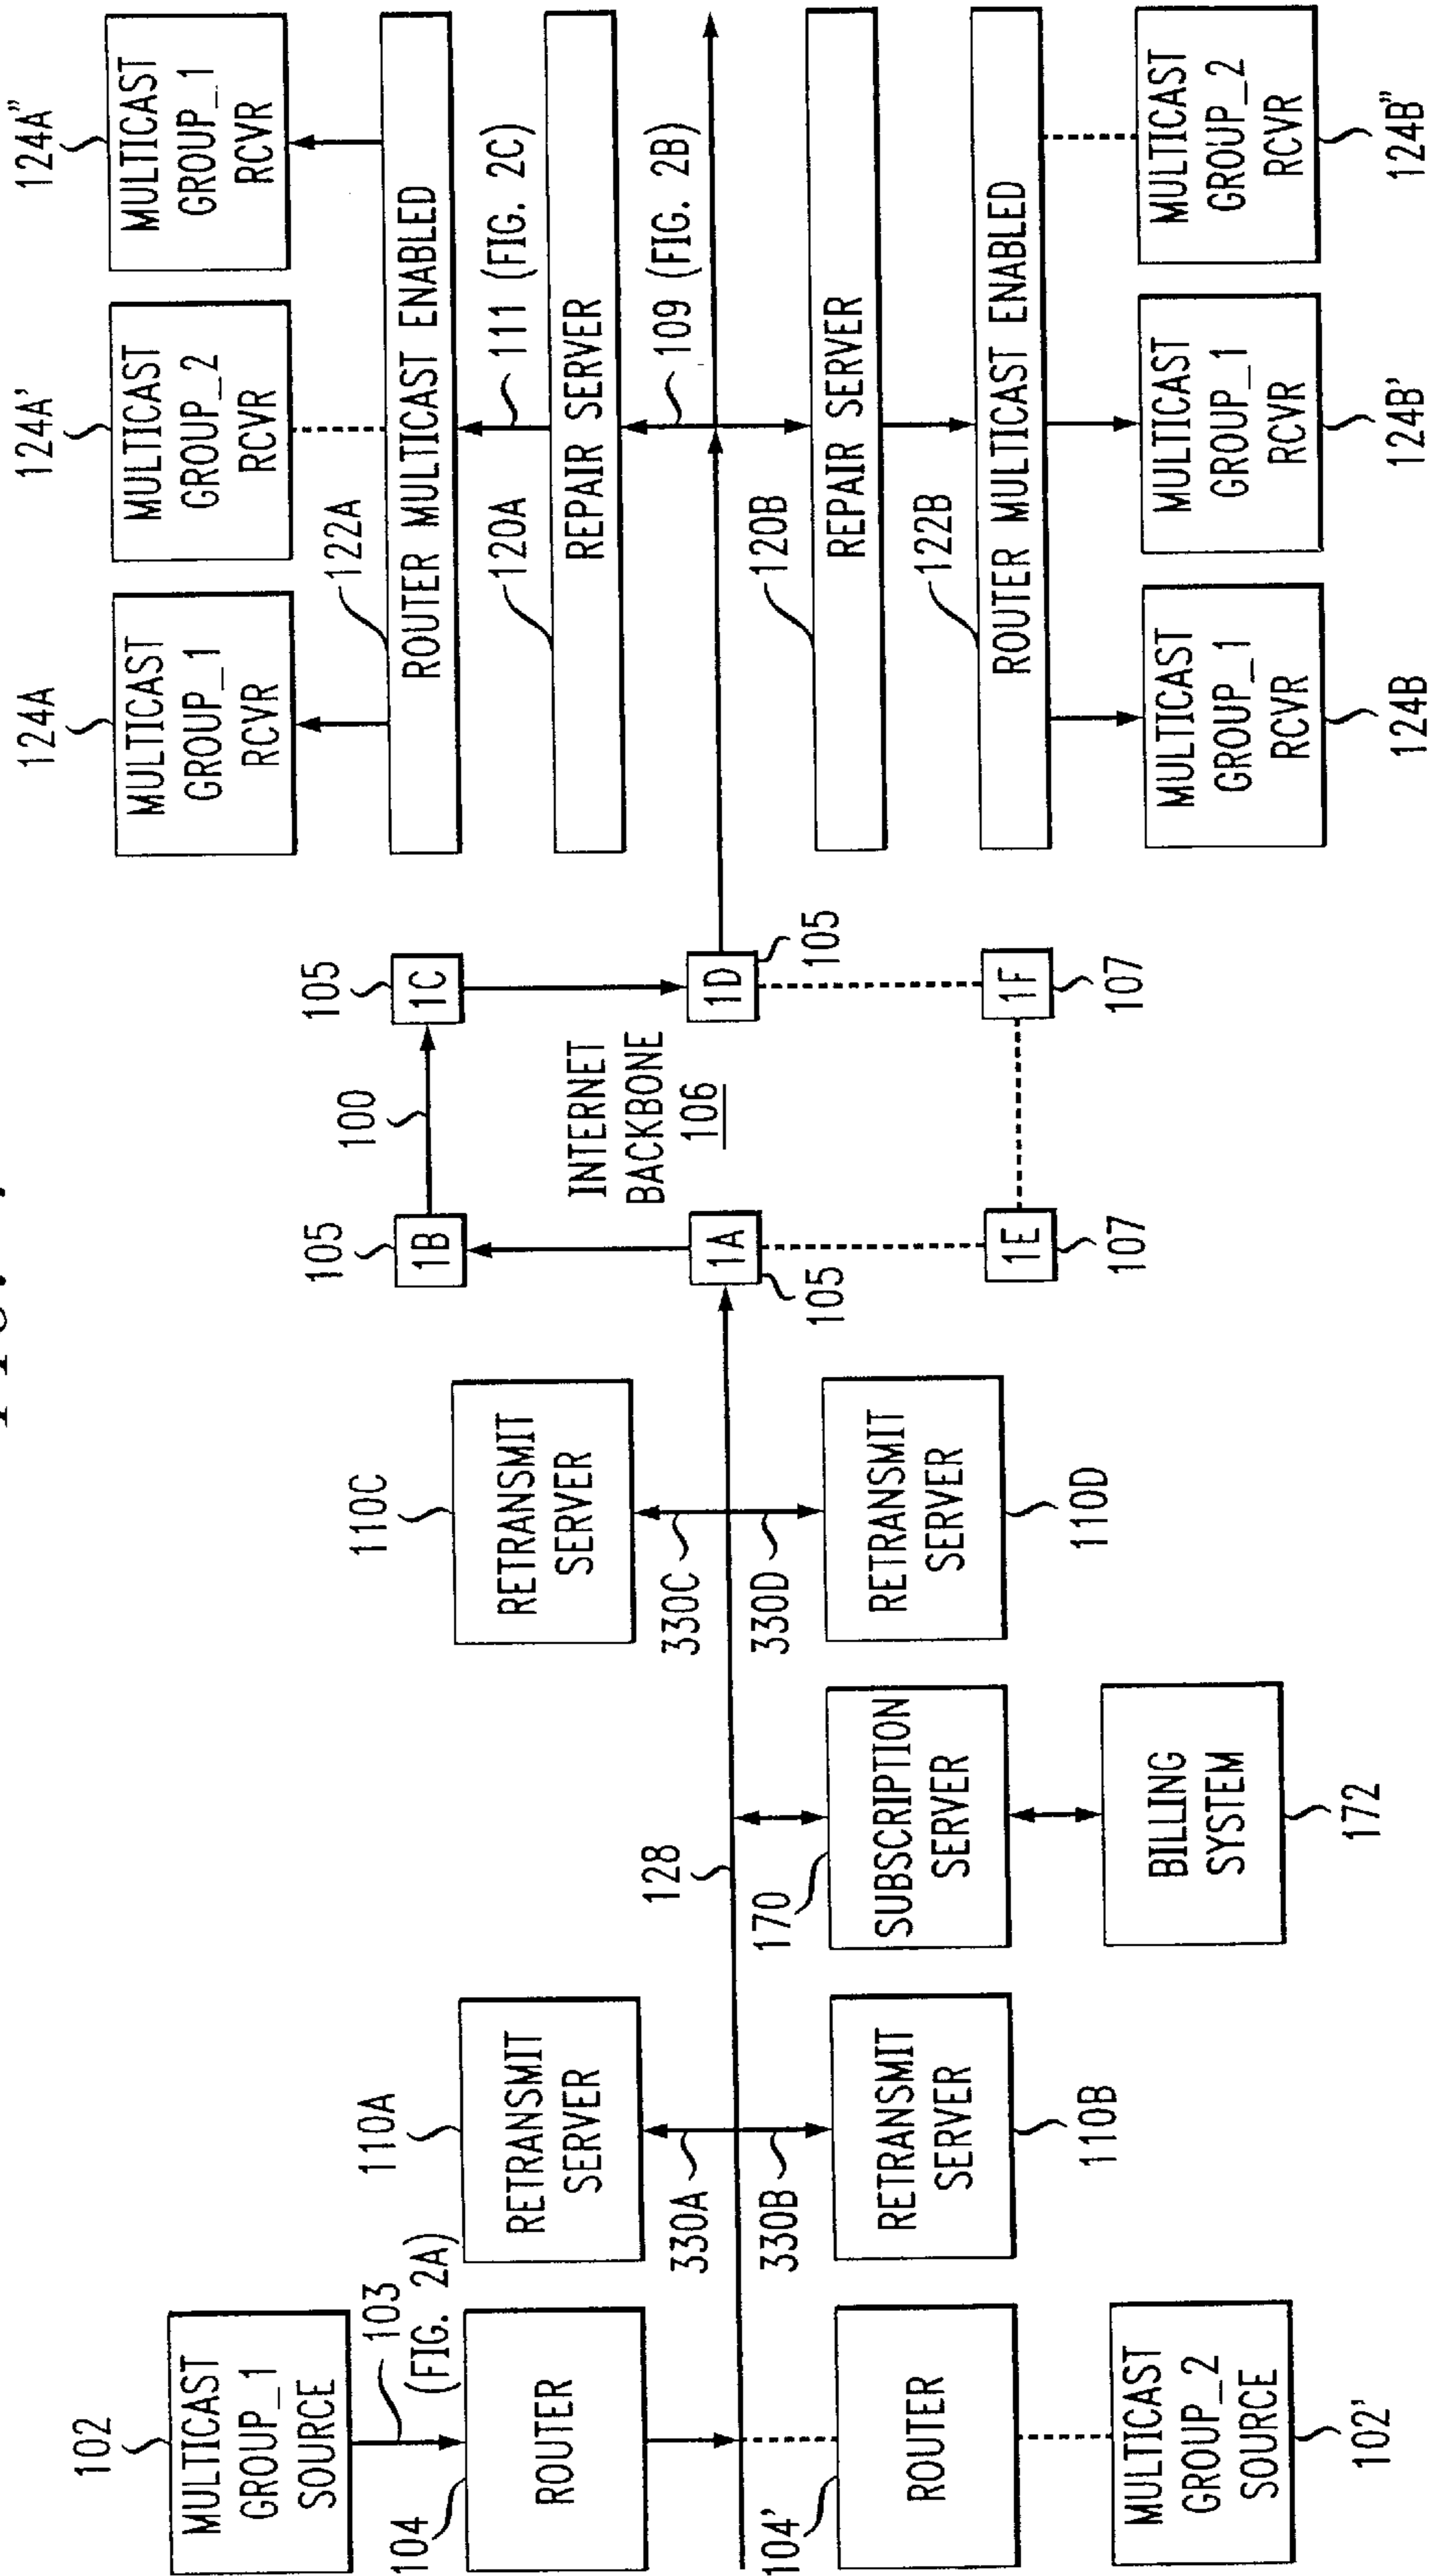 102
MULTICAST
GROUP_1
SOURCE
103
(FIG. 2A)
104
ROUTER
104'
ROUTER
MULTICAST
GROUP_2
SOURCE
102'
110A
RETRANSMIT
SERVER
330A
330B
RETRANSMIT
SERVER
110B
128
170
SUBSCRIPTION
SERVER
BILLING
SYSTEM
172
110C
RETRANSMIT
SERVER
330C
330D
RETRANSMIT
SERVER
110D
105
1B
100
105
1C
INTERNET
BACKBONE
106
1A
105
1D
105
1E
107
1F
107
124A
MULTICAST
GROUP_1
RCVR
124A'
MULTICAST
GROUP_2
RCVR
124A"
MULTICAST
GROUP_1
RCVR
122A
ROUTER MULTICAST ENABLED
111 (FIG. 2C)
120A
REPAIR SERVER
109 (FIG. 2B)
120B
REPAIR SERVER
122B
ROUTER MULTICAST ENABLED
MULTICAST
GROUP_1
RCVR
124B
MULTICAST
GROUP_1
RCVR
124B'
MULTICAST
GROUP_2
RCVR
124B"